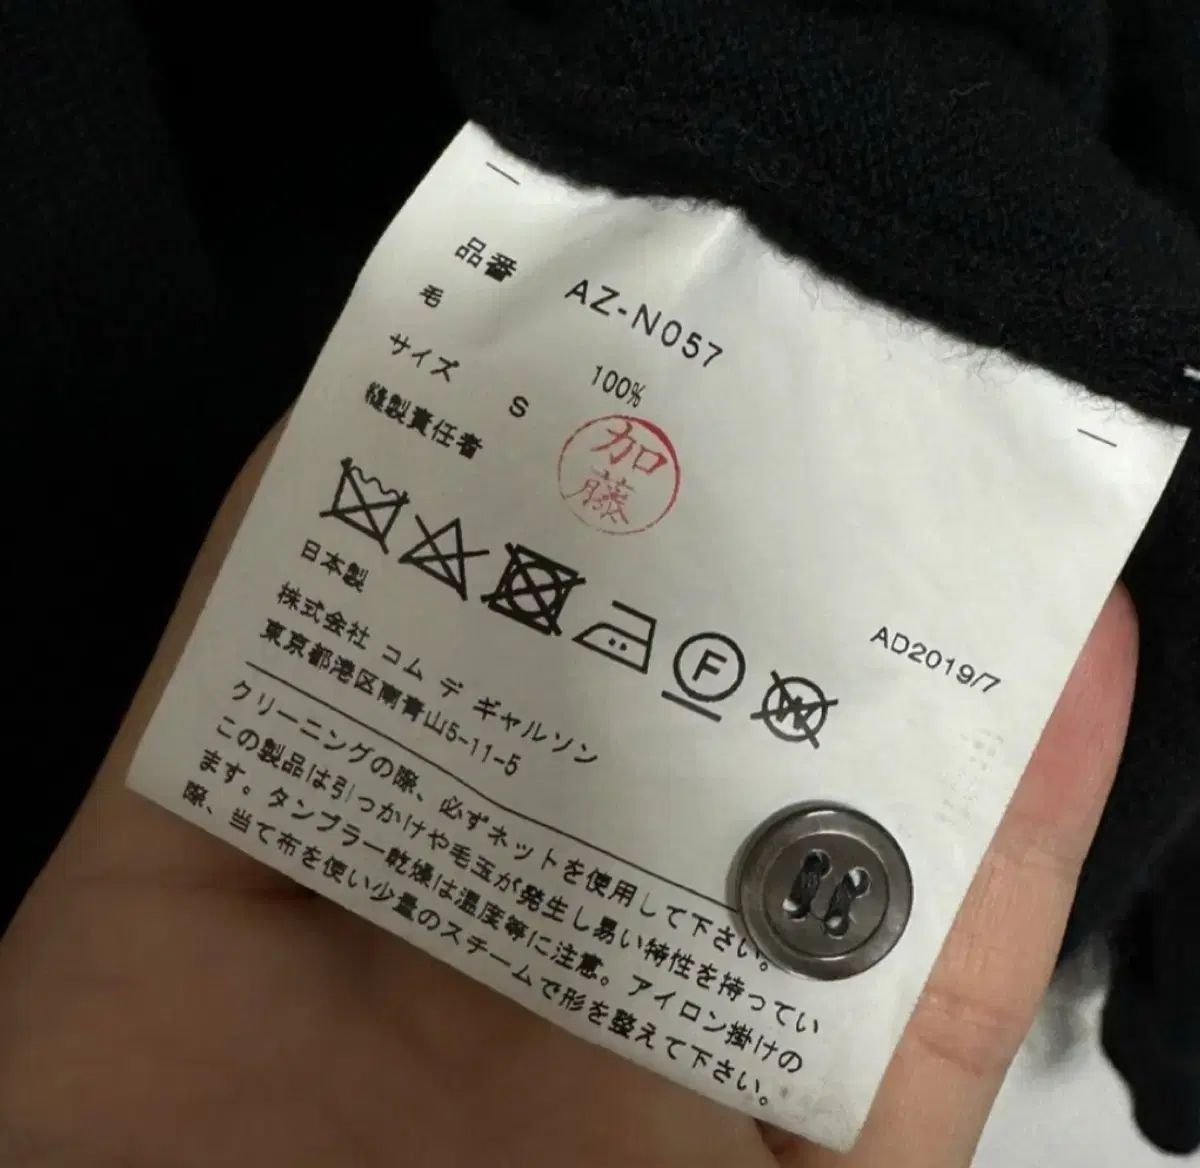 品番 AZ-N057
毛 100%
サイズ S
縫製責任者 加藤
F
W
日本製
AD2019/7
株式会社 コム デ ギャルソン
東京都港区南青山5-11-5
クリーニングの際、必ずネットを使用して下さい。
この製品は引っかけや毛玉が発生し易い特性を持ってい
ます。タンブラー乾燥は温度等に注意。アイロン掛けの
際、当て布を使い少量のスチームで形を整えて下さい。